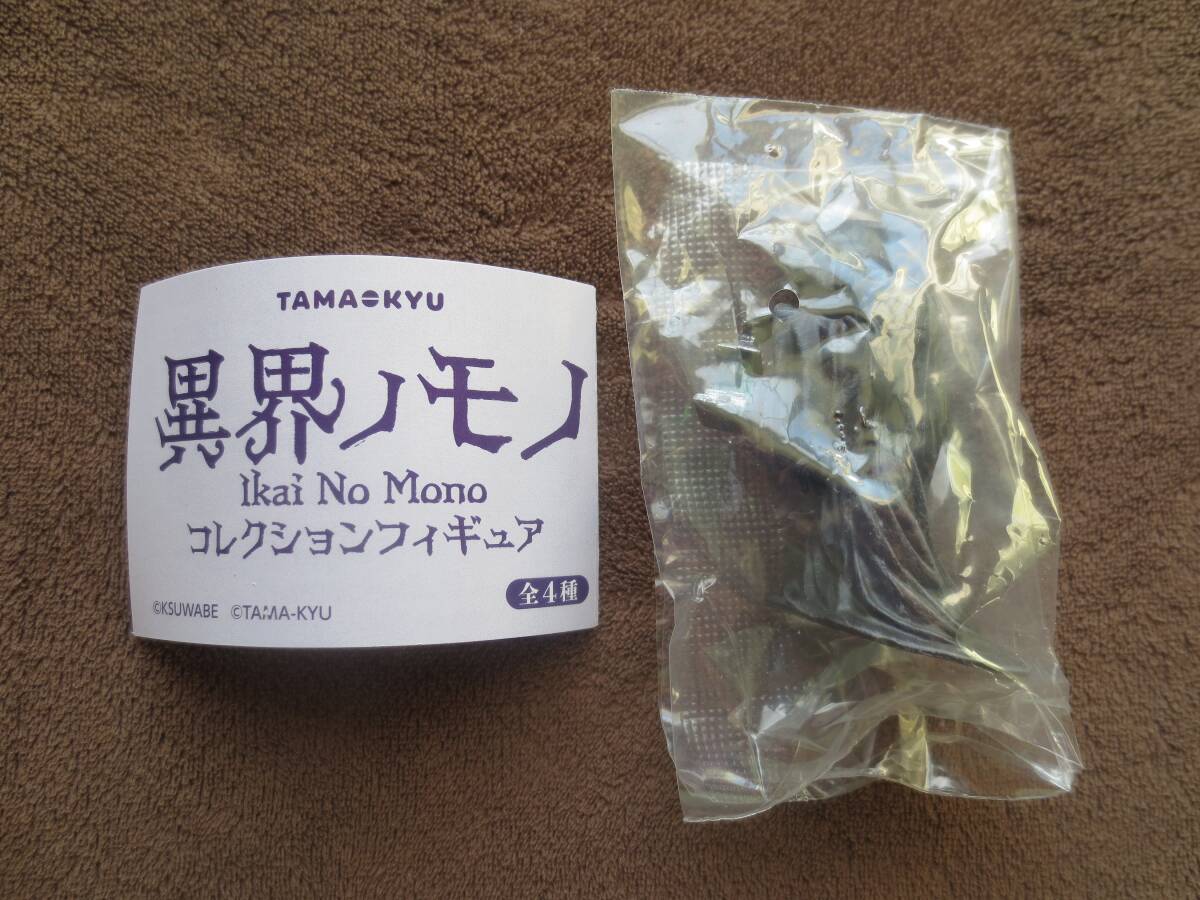 TAMA-KYU
異界ノモノ
Ikai No Mono
コレクションフィギュア
全4種
©KSUWABE ©TAMA-KYU